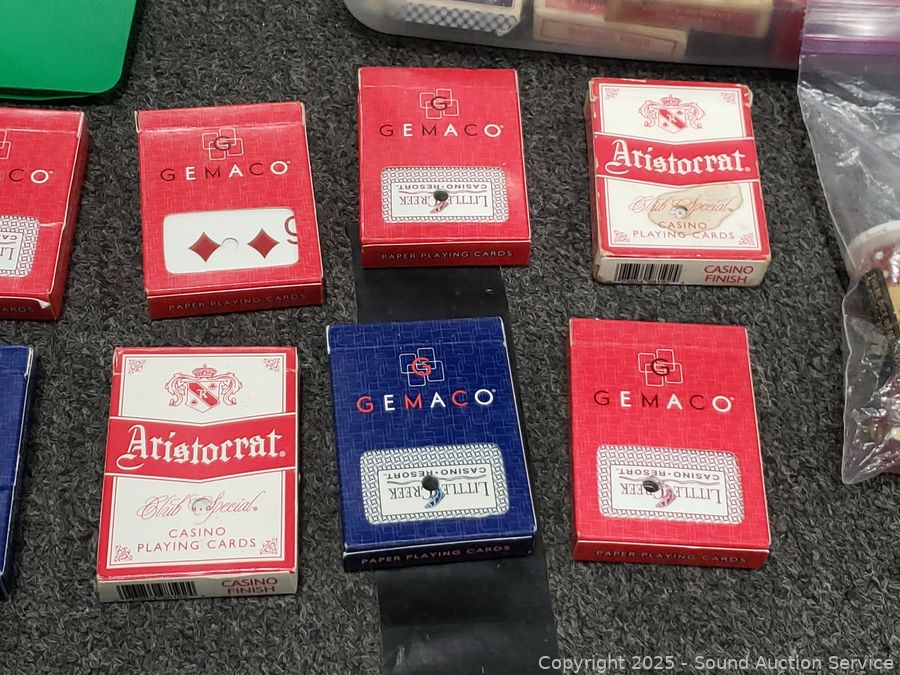 C O
G
GEMACO
PAPER PLAYING CARDS
9
G
GEMACO
LITTLE CREEK
CASINO • RESORT
PAPER PLAYING CARDS
Aristocrat®
Club Special
CASINO
PLAYING CARDS
CASINO
FINISH
R
Aristocrat®
Club Special®
CASINO
PLAYING CARDS
CASINO
FINISH
G
GEMACO®
LITTLE CREEK
CASINO • RESORT
PAPER PLAYING CARDS
G
GEMACO®
LITTLE CREEK
CASINO • RESORT
PAPER PLAYING CARDS
Copyright 2025 - Sound Auction Service